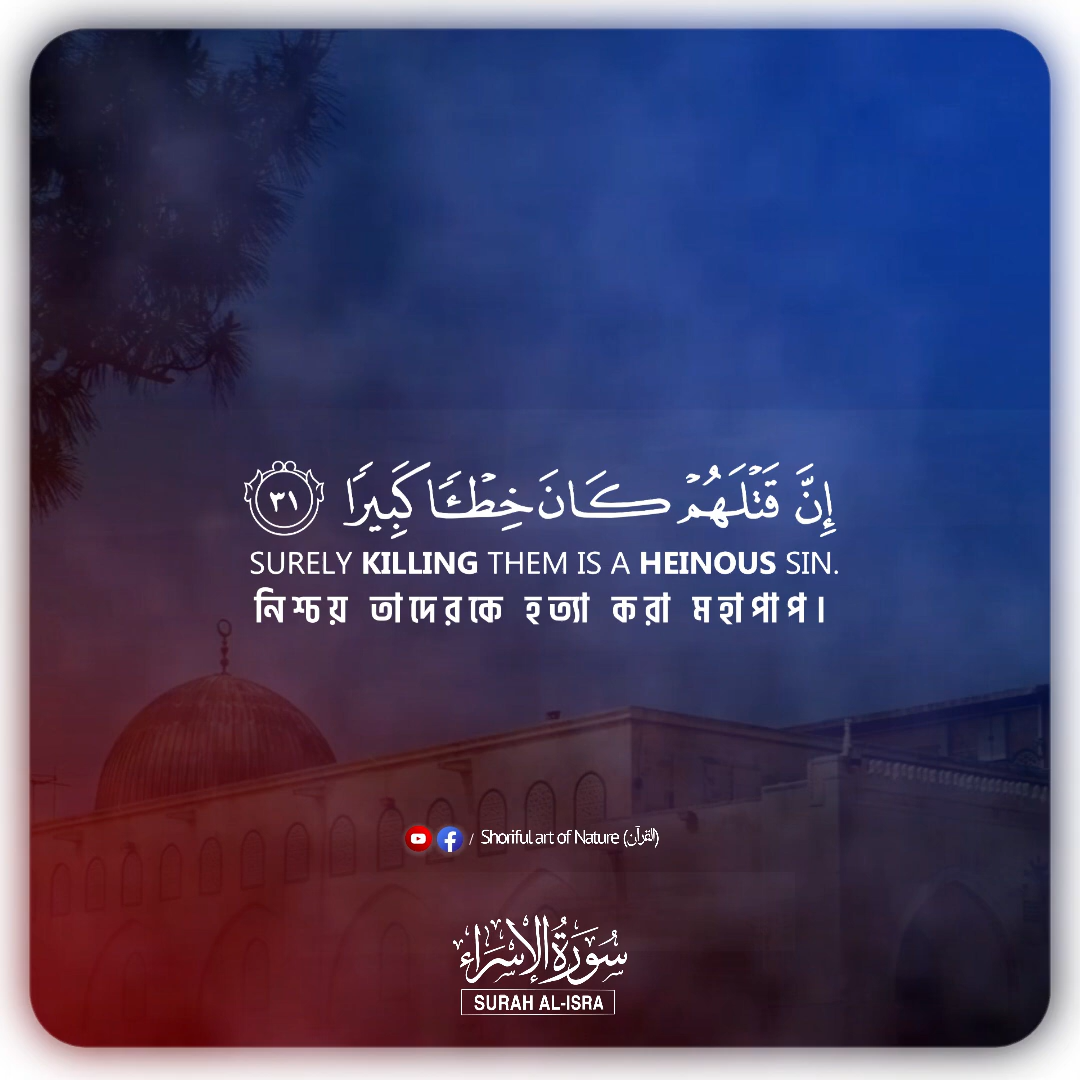 إِنَّ قَتْلَهُمْ كَانَ خِطْـًٔا كَبِيرًا ٣١
SURELY KILLING THEM IS A HEINOUS SIN.
নিশ্চয় তাদেরকে হত্যা করা মহাপাপ।
/ Shoriful art of Nature (القرآن)
سُورَةُ الإِسْرَاءِ
SURAH AL-ISRA